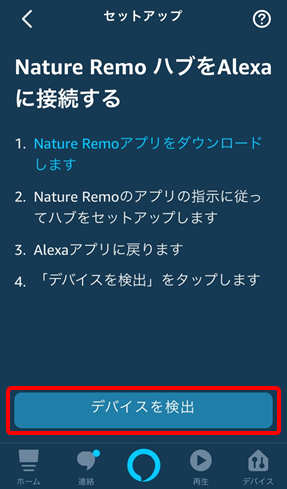 セットアップ
Nature Remo ハブをAlexa
に接続する
1. Nature Remoアプリをダウンロード
します
2. Nature Remoのアプリの指示に従っ
てハブをセットアップします
3. Alexaアプリに戻ります
4. 「デバイスを検出」をタップします
デバイスを検出
ホーム 連絡 再生 デバイス